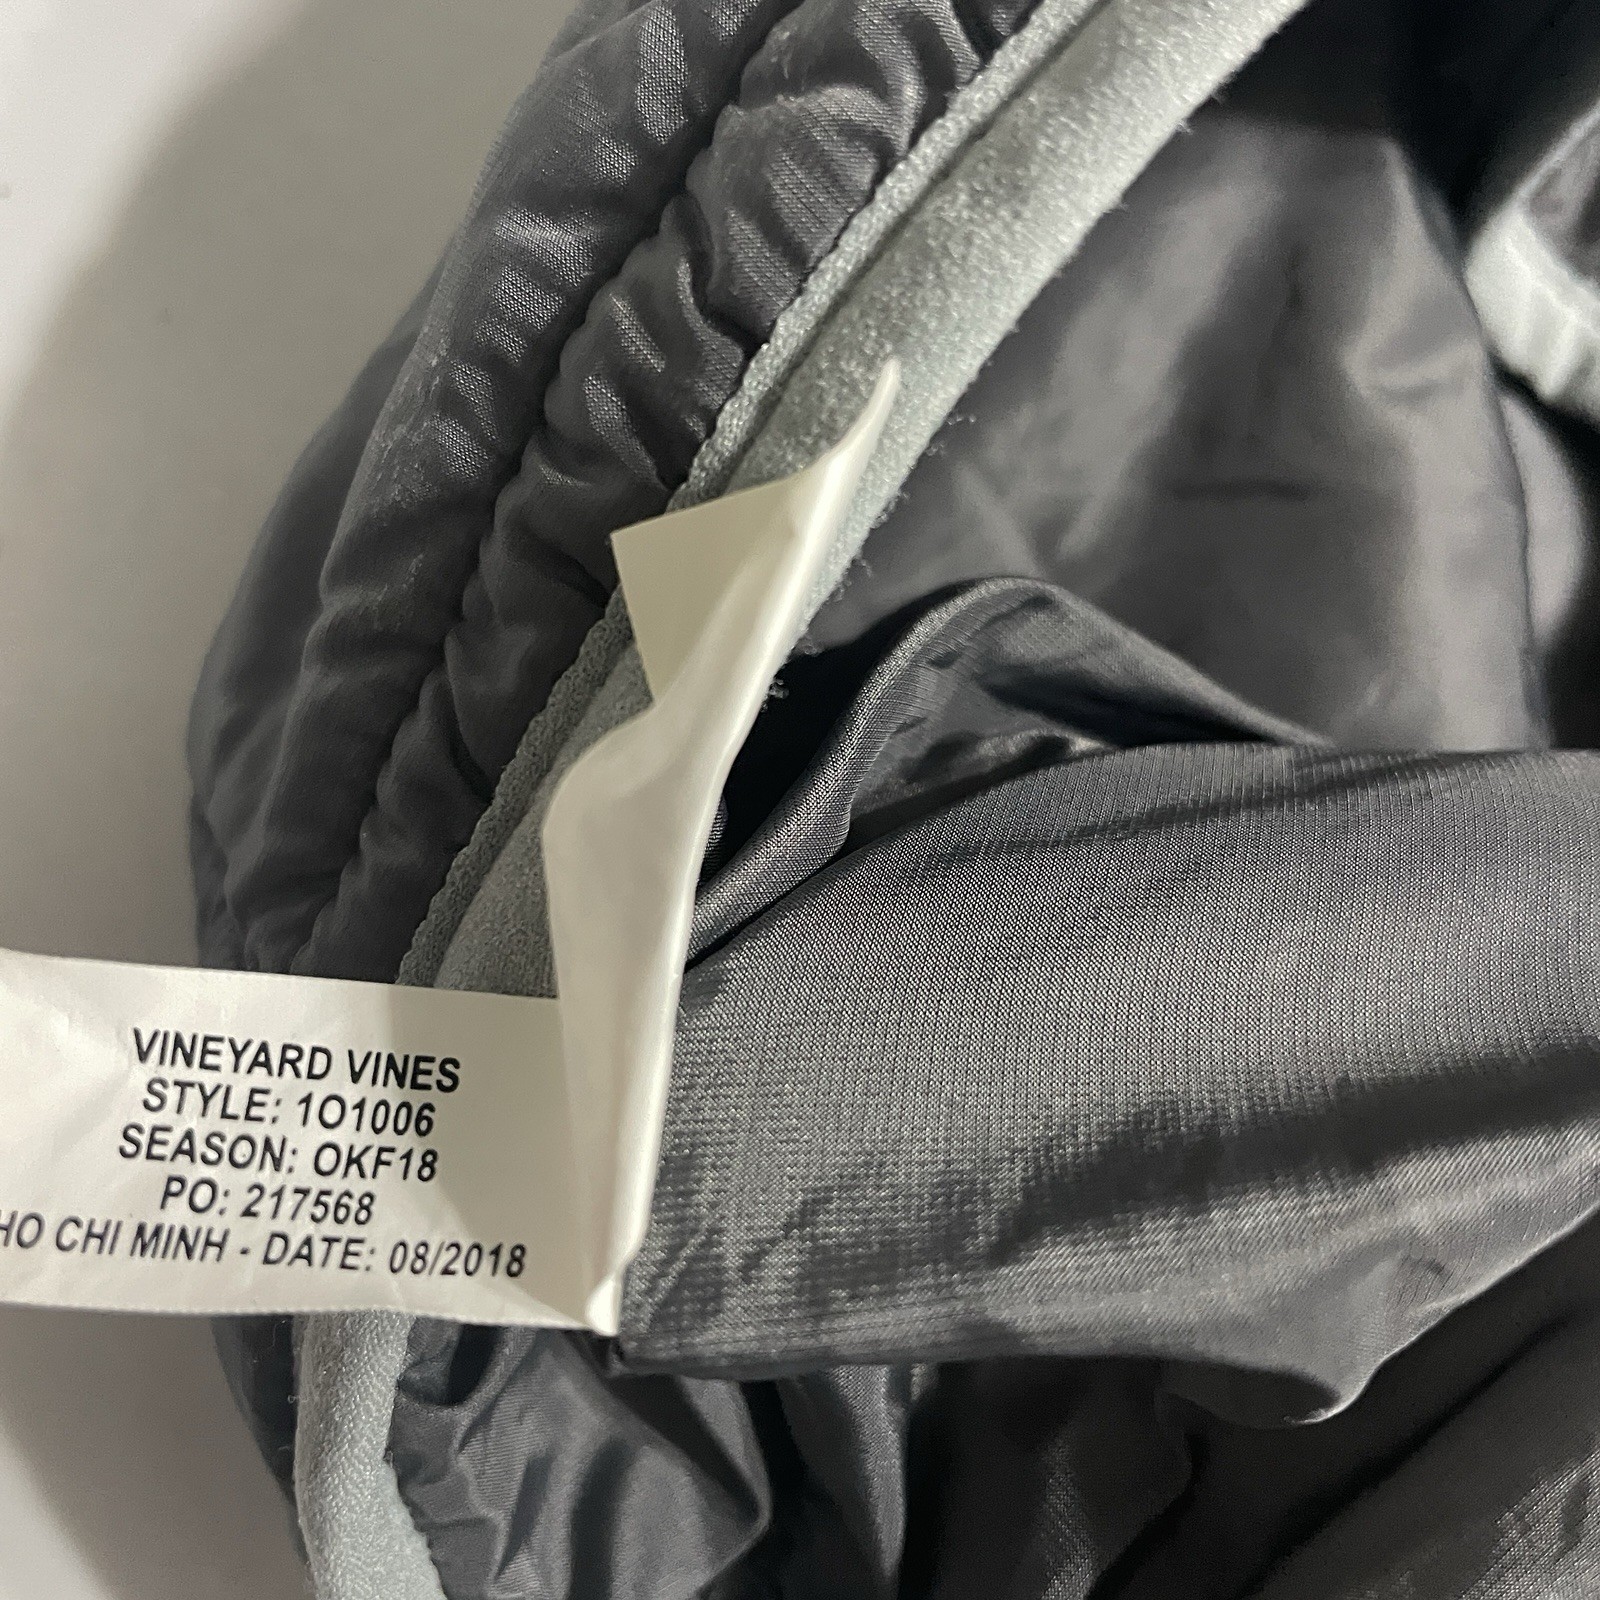 VINEYARD VINES
STYLE: 1O1006
SEASON: OKF18
PO: 217568
HO CHI MINH - DATE: 08/2018